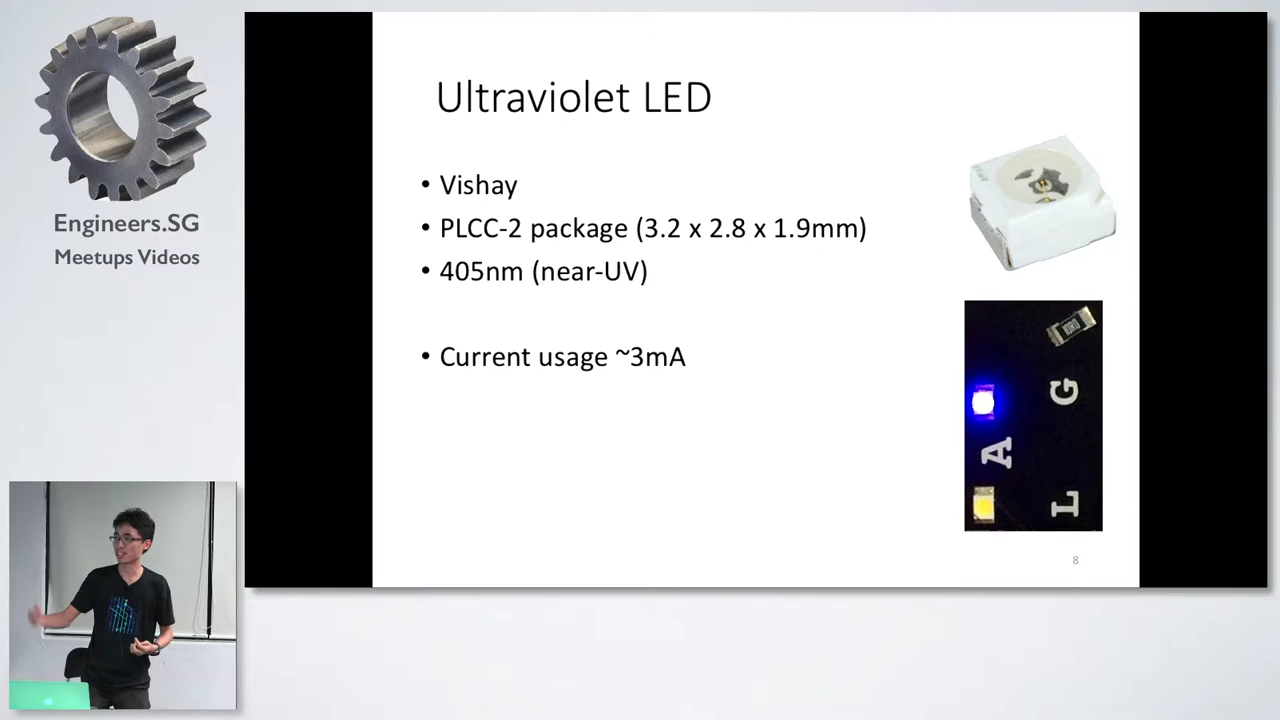 Engineers.SG
Meetups Videos
Ultraviolet LED
• Vishay
• PLCC-2 package (3.2 x 2.8 x 1.9mm)
• 405nm (near-UV)
• Current usage ~3mA
G
A
L
8